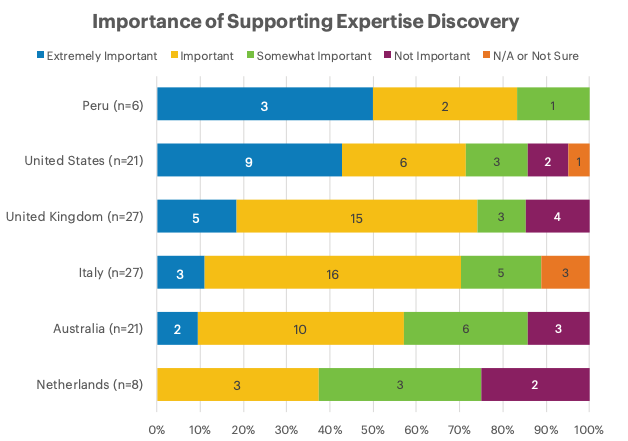 Importance of Supporting Expertise Discovery
Extremely Important Important Somewhat Important Not Important N/A or Not Sure
Peru (n=6) 3 2 1
United States (n=21) 9 6 3 2 1
United Kingdom (n=27) 5 15 3 4
Italy (n=27) 3 16 5 3
Australia (n=21) 2 10 6 3
Netherlands (n=8) 3 3 2
0% 10% 20% 30% 40% 50% 60% 70% 80% 90% 100%